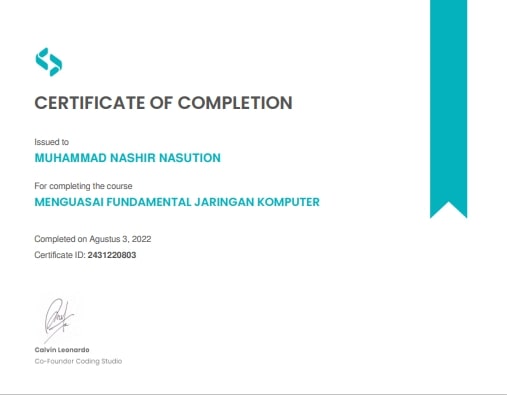 CERTIFICATE OF COMPLETION
Issued to
MUHAMMAD NASHIR NASUTION
For completing the course
MENGUASAI FUNDAMENTAL JARINGAN KOMPUTER
Completed on Agustus 3, 2022
Certificate ID: 2431220803
Calvin Leonardo
Co-Founder Coding Studio